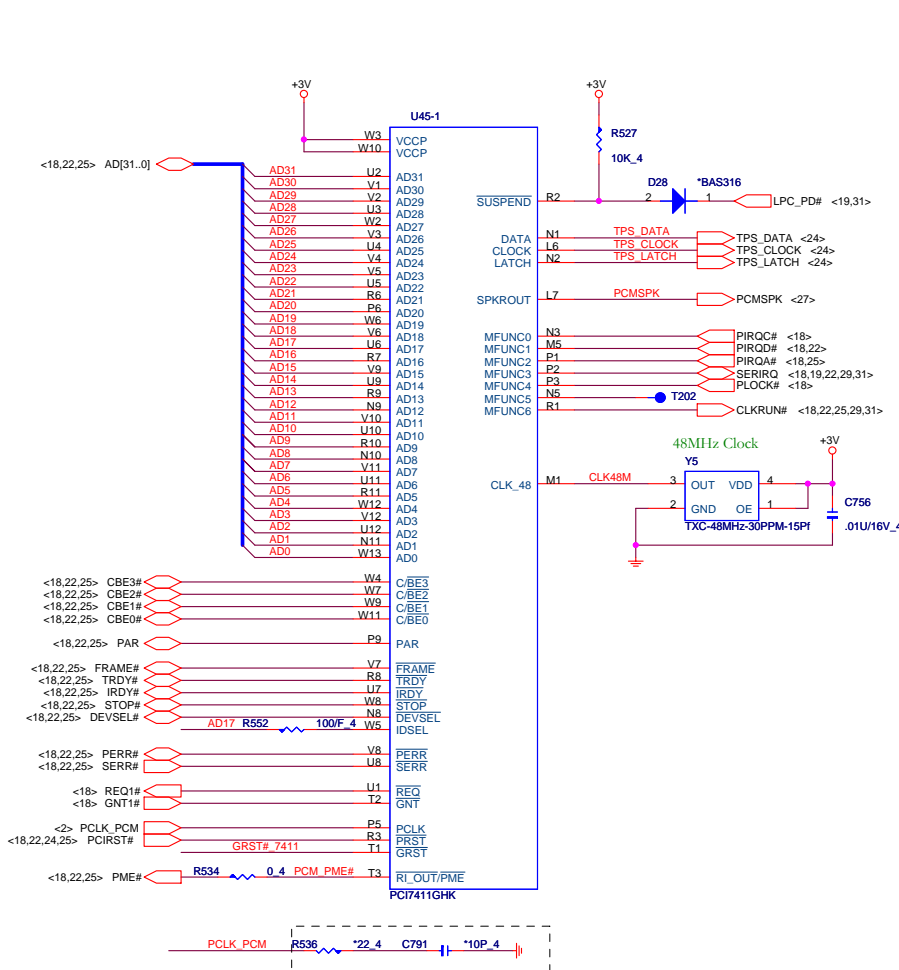 +3V
+3V
U45-1
R527
10K_4
<18,22,25> AD[31..0]
W3 VCCP
W10 VCCP
AD31 U2 AD31
AD30 V1 AD30
AD29 V2 AD29
AD28 U3 AD28
AD27 W2 AD27
AD26 V3 AD26
AD25 U4 AD25
AD24 V4 AD24
AD23 V5 AD23
AD22 U5 AD22
AD21 R6 AD21
AD20 P6 AD20
AD19 W6 AD19
AD18 V6 AD18
AD17 U6 AD17
AD16 R7 AD16
AD15 V9 AD15
AD14 U9 AD14
AD13 R9 AD13
AD12 N9 AD12
AD11 V10 AD11
AD10 U10 AD10
AD9 R10 AD9
AD8 N10 AD8
AD7 V11 AD7
AD6 U11 AD6
AD5 R11 AD5
AD4 W12 AD4
AD3 V12 AD3
AD2 U12 AD2
AD1 N11 AD1
AD0 W13 AD0
<18,22,25> CBE3# W4 C/BE3
<18,22,25> CBE2# W7 C/BE2
<18,22,25> CBE1# W9 C/BE1
<18,22,25> CBE0# W11 C/BE0
<18,22,25> PAR P9 PAR
<18,22,25> FRAME# V7 FRAME
<18,22,25> TRDY# R8 TRDY
<18,22,25> IRDY# U7 IRDY
<18,22,25> STOP# W8 STOP
<18,22,25> DEVSEL# N8 DEVSEL
AD17 R552 100/F_4 W5 IDSEL
<18,22,25> PERR# V8 PERR
<18,22,25> SERR# U8 SERR
<18> REQ1# U1 REQ
<18> GNT1# T2 GNT
<2> PCLK_PCM P5 PCLK
<18,22,24,25> PCIRST# R3 PRST
GRST#_7411 T1 GRST
<18,22,25> PME# R534 0_4 PCM_PME# T3 RI_OUT/PME
PCI7411GHK
D28 *BAS316
SUSPEND R2 2 1 LPC_PD# <19,31>
DATA N1 TPS_DATA TPS_DATA <24>
CLOCK L6 TPS_CLOCK TPS_CLOCK <24>
LATCH N2 TPS_LATCH TPS_LATCH <24>
SPKROUT L7 PCMSPK PCMSPK <27>
MFUNC0 N3 PIRQC# <18>
MFUNC1 M5 PIRQD# <18,22>
MFUNC2 P1 PIRQA# <18,25>
MFUNC3 P2 SERIRQ <18,19,22,29,31>
MFUNC4 P3 PLOCK# <18>
MFUNC5 N5 T202
MFUNC6 R1 CLKRUN# <18,22,25,29,31>
48MHz Clock
+3V
Y5
CLK_48 M1 CLK48M 3 OUT VDD 4
2 GND OE 1
TXC-48MHz-30PPM-15Pf
C756
.01U/16V_4
PCLK_PCM R536 *22_4 C791 *10P_4